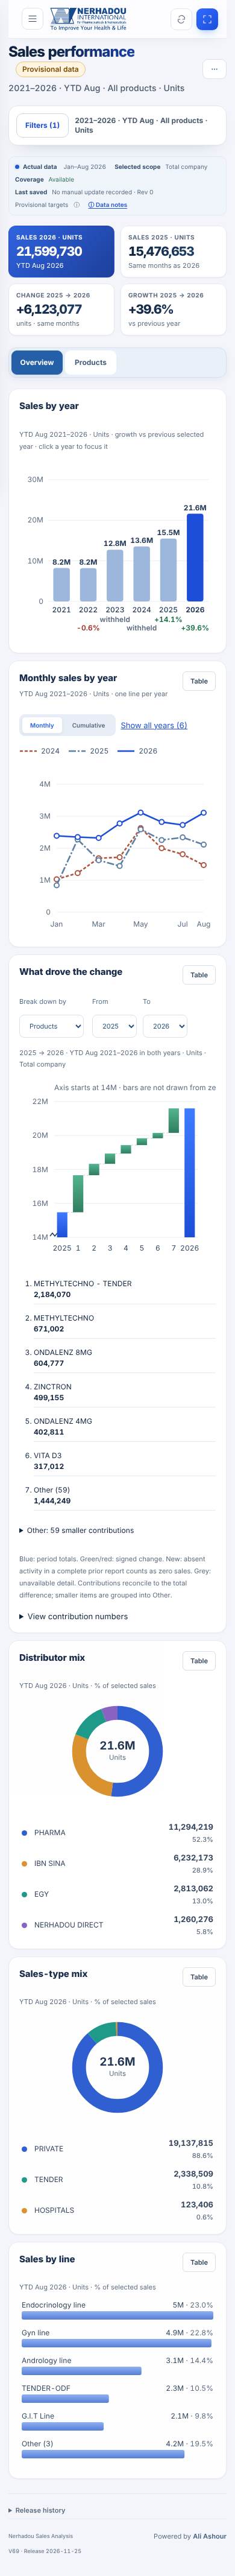 NERHADOU
INTERNATIONAL
To Improve Your Health & Life
Sales performance
Provisional data
2021–2026 · YTD Aug · All products · Units
Filters (1)
2021–2026 · YTD Aug · All products · Units
Actual data Jan–Aug 2026 Selected scope Total company
Coverage Available
Last saved No manual update recorded · Rev 0
Provisional targets ⓘ ⓘ Data notes
SALES 2026 · UNITS
21,599,730
YTD Aug 2026
SALES 2025 · UNITS
15,476,653
Same months as 2026
CHANGE 2025 → 2026
+6,123,077
units · same months
GROWTH 2025 → 2026
+39.6%
vs previous year
Overview
Products
Sales by year
YTD Aug 2021–2026 · Units · growth vs previous selected
year · click a year to focus it
30M
20M
10M
0
8.2M 8.2M 12.8M 13.6M 15.5M 21.6M
2021 2022 2023 2024 2025 2026
withheld +14.1%
-0.6% withheld +39.6%
Monthly sales by year
Table
YTD Aug 2021–2026 · Units · one line per year
Monthly
Cumulative
Show all years (6)
2024 2025 2026
4M
3M
2M
1M
0
Jan Mar May Jul Aug
What drove the change
Table
Break down by From To
Products 2025 2026
2025 → 2026 · YTD Aug 2021–2026 in both years · Units ·
Total company
Axis starts at 14M · bars are not drawn from ze
22M
20M
18M
16M
14M
2025 1 2 3 4 5 6 7 2026
1. METHYLTECHNO - TENDER
2,184,070
2. METHYLTECHNO
671,002
3. ONDALENZ 8MG
604,777
4. ZINCTRON
499,155
5. ONDALENZ 4MG
402,811
6. VITA D3
317,012
7. Other (59)
1,444,249
Other: 59 smaller contributions
Blue: period totals. Green/red: signed change. New: absent
activity in a complete prior report counts as zero sales. Grey:
unavailable detail. Contributions reconcile to the total
difference; smaller items are grouped into Other.
View contribution numbers
Distributor mix
Table
YTD Aug 2026 · Units · % of selected sales
21.6M
Units
PHARMA 11,294,219
52.3%
IBN SINA 6,232,173
28.9%
EGY 2,813,062
13.0%
NERHADOU DIRECT 1,260,276
5.8%
Sales-type mix
Table
YTD Aug 2026 · Units · % of selected sales
21.6M
Units
PRIVATE 19,137,815
88.6%
TENDER 2,338,509
10.8%
HOSPITALS 123,406
0.6%
Sales by line
Table
YTD Aug 2026 · Units · % of selected sales
Endocrinology line 5M · 23.0%
Gyn line 4.9M · 22.8%
Andrology line 3.1M · 14.4%
TENDER-ODF 2.3M · 10.5%
G.I.T Line 2.1M · 9.8%
Other (3) 4.2M · 19.5%
Release history
Nerhadou Sales Analysis
Powered by Ali Ashour
V69 · Release 2026-11-25